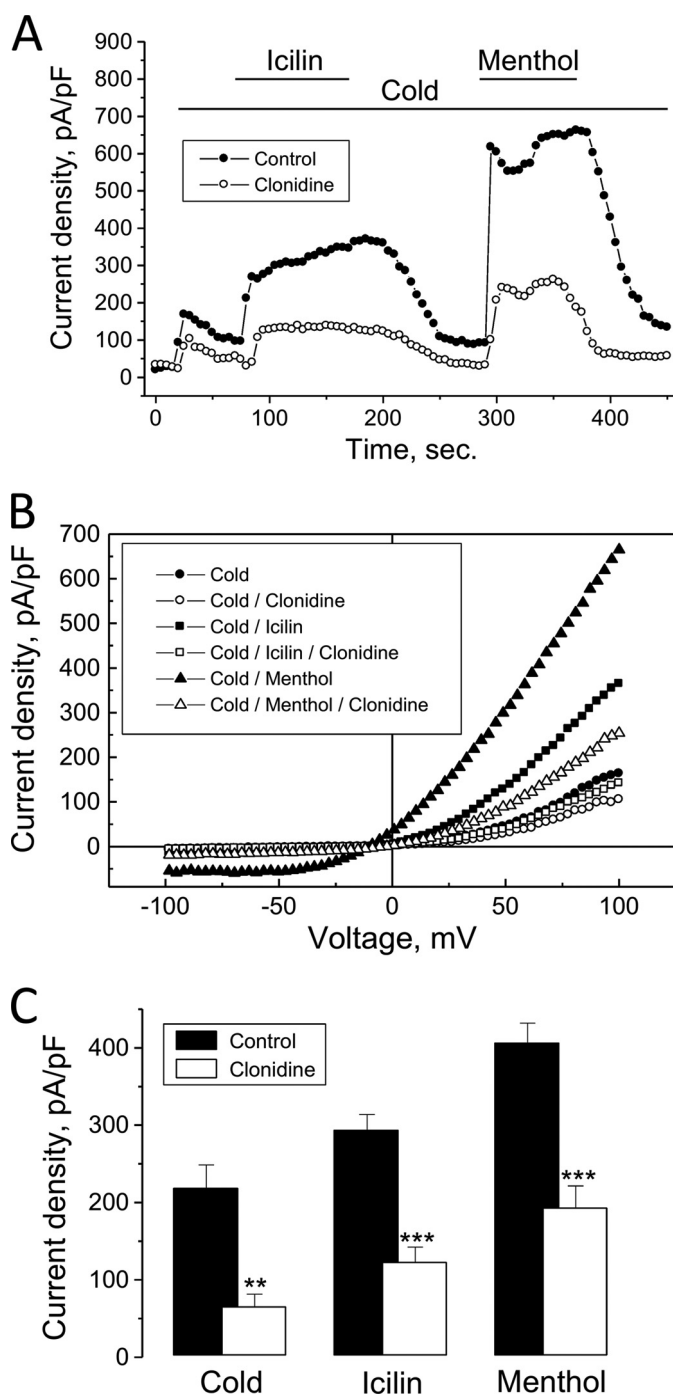 A
Current density, pA/pF
900
800
700
600
500
400
300
200
100
0
Icilin
Menthol
Cold
Control
Clonidine
0
100
200
300
400
Time, sec.
B
Current density, pA/pF
700
600
500
400
300
200
100
0
Cold
Cold / Clonidine
Cold / Icilin
Cold / Icilin / Clonidine
Cold / Menthol
Cold / Menthol / Clonidine
-100
-50
0
50
100
Voltage, mV
C
Current density, pA/pF
400
300
200
100
0
Control
Clonidine
**
***
***
Cold
Icilin
Menthol